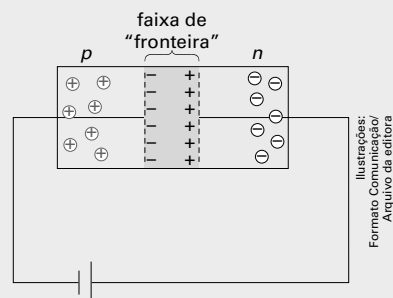 faixa de
“fronteira”
p
n
Ilustrações:
Formato Comunicação/
Arquivo da editora